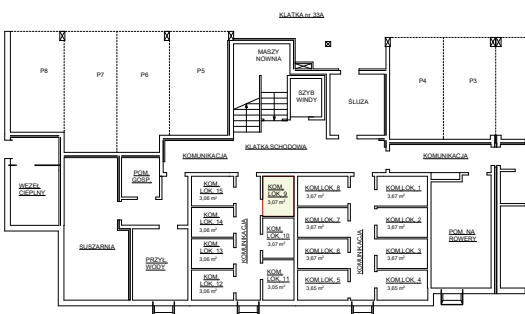 KLATKA nr 33A
P8
P7
P6
P5
MASZY
NOWNIA
SZYB
WINDY
ŚLUZA
P4
P3
KLATKA SCHODOWA
KOMUNIKACJA
KOMUNIKACJA
WĘZEŁ
CIEPLNY
POM.
GOSP.
SUSZARNIA
PRZYŁ.
WODY
KOM.
LOK. 15
3,06 m²
KOM.
LOK. 14
3,06 m²
KOM.
LOK. 13
3,06 m²
KOM.
LOK. 12
3,06 m²
KOMUNIKACJA
KOM.
LOK. 9
3,07 m²
KOM.
LOK. 10
3,07 m²
KOM.
LOK. 11
3,05 m²
KOM.LOK. 8
3,67 m²
KOM.LOK. 7
3,67 m²
KOM.LOK. 6
3,67 m²
KOM.LOK. 5
3,65 m²
KOMUNIKACJA
KOM.LOK. 1
3,67 m²
KOM.LOK. 2
3,67 m²
KOM.LOK. 3
3,67 m²
KOM.LOK. 4
3,65 m²
POM. NA
ROWERY